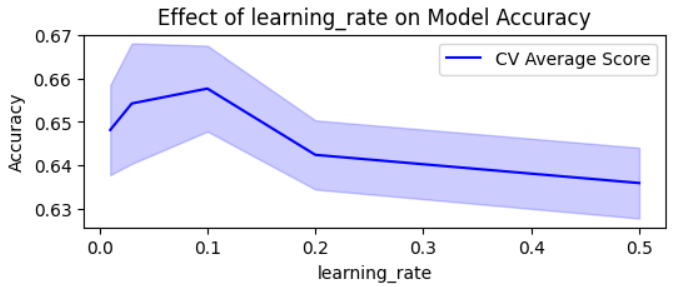 Effect of learning_rate on Model Accuracy
0.67
0.66
0.65
0.64
0.63
Accuracy
CV Average Score
0.0 0.1 0.2 0.3 0.4 0.5
learning_rate